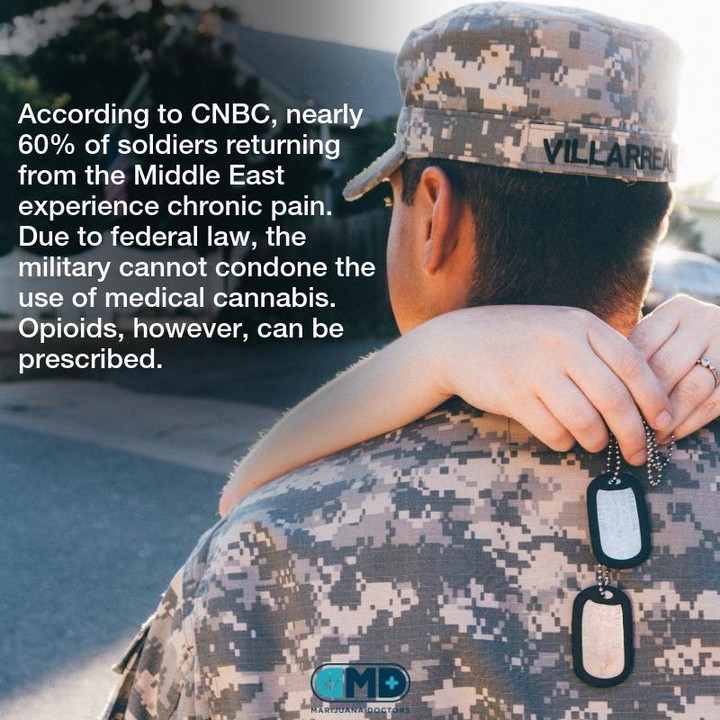 According to CNBC, nearly
60% of soldiers returning
from the Middle East
experience chronic pain.
Due to federal law, the
military cannot condone the
use of medical cannabis.
Opioids, however, can be
prescribed.
VILLARREAL
MD
MARIJUANA DOCTORS